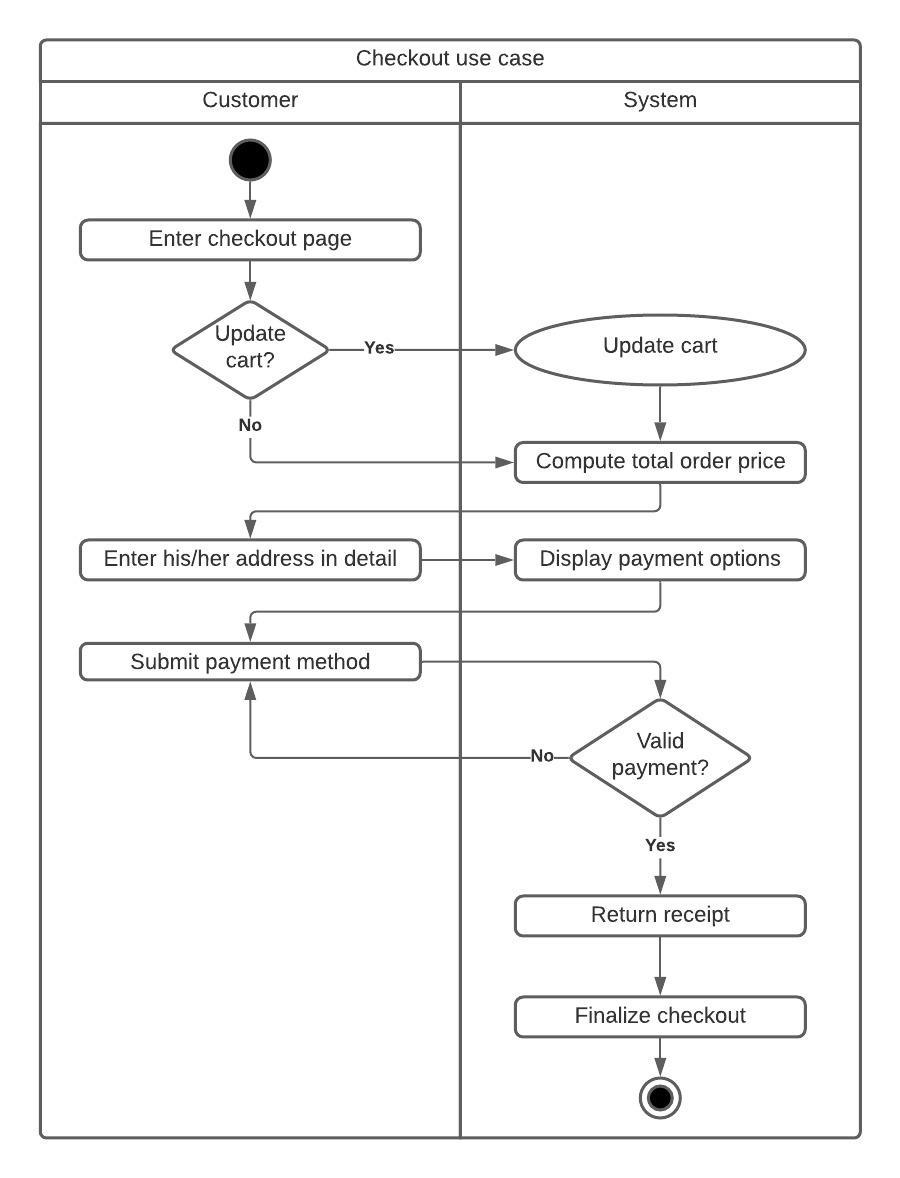 Checkout use case
Customer
System
Enter checkout page
Update
cart?
Yes
Update cart
No
Compute total order price
Enter his/her address in detail
Display payment options
Submit payment method
Valid
payment?
No
Yes
Return receipt
Finalize checkout